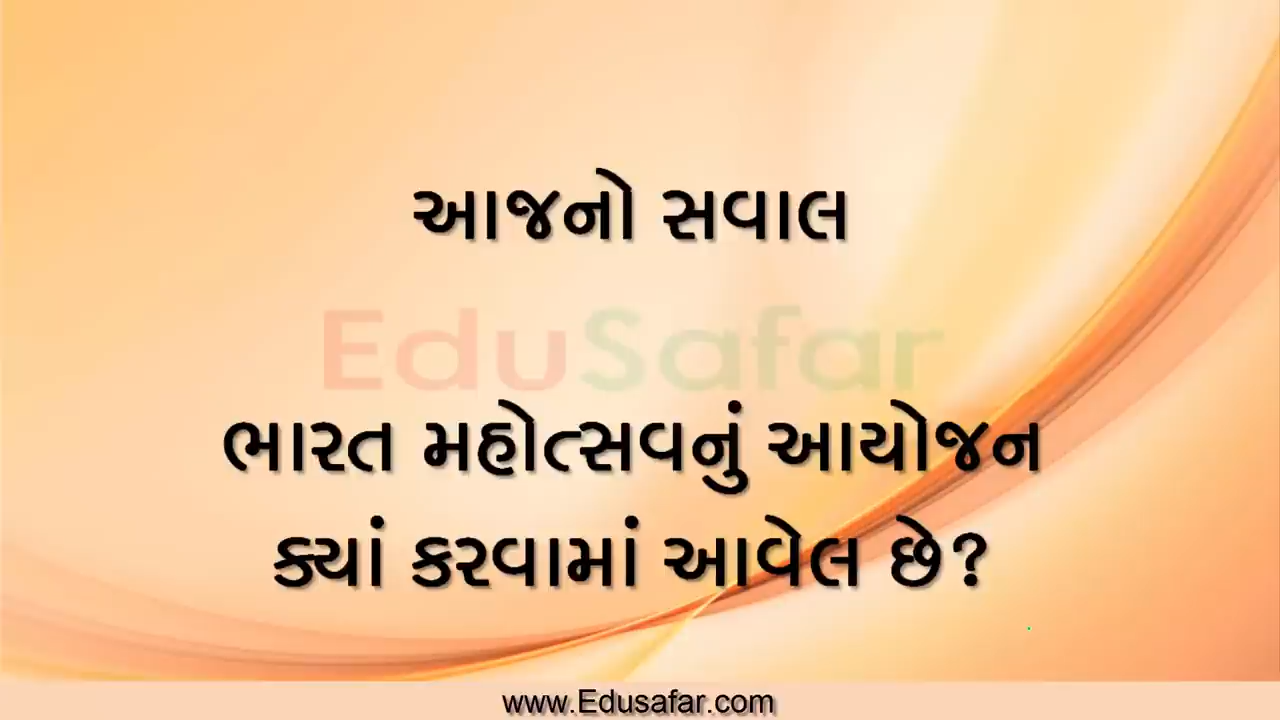 આજનો સવાલ
EduSafar
ભારત મહોત્સવનું આયોજન
ક્યાં કરવામાં આવેલ છે?
www.Edusafar.com